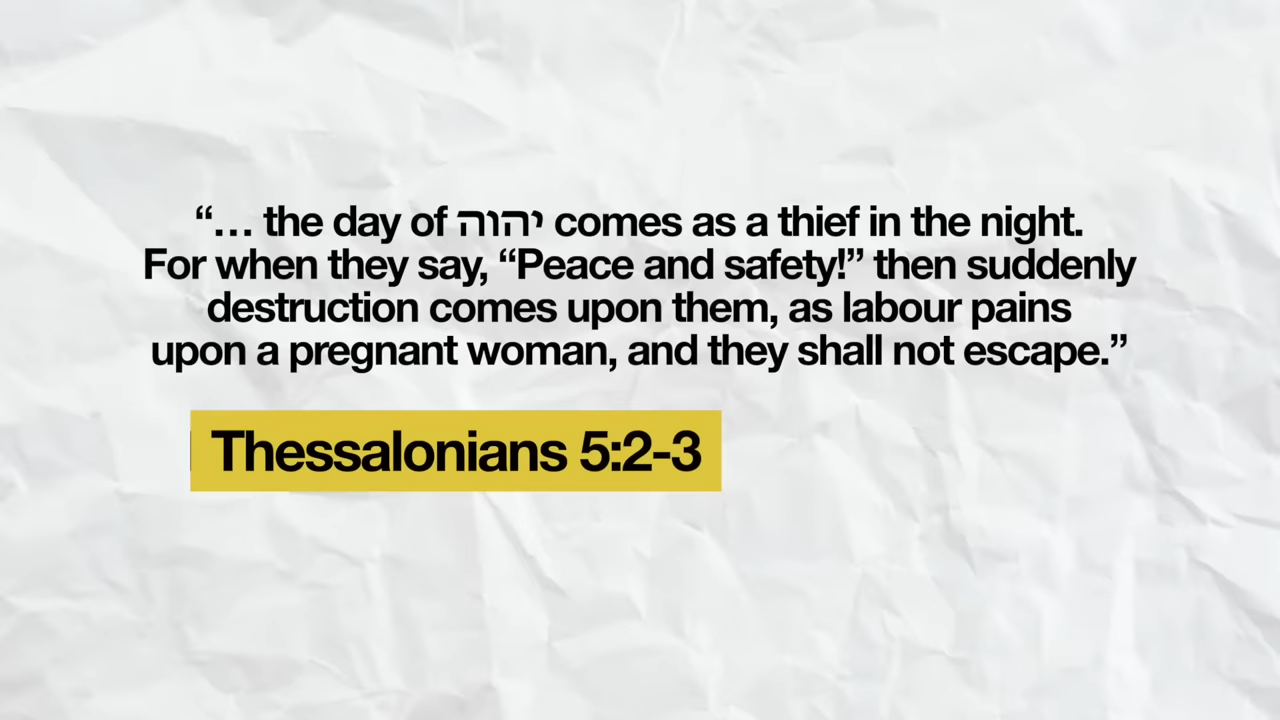 “… the day of יהוה comes as a thief in the night.
For when they say, “Peace and safety!” then suddenly
destruction comes upon them, as labour pains
upon a pregnant woman, and they shall not escape.”
Thessalonians 5:2-3